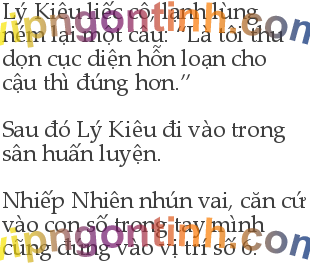 Lý Kiêu liếc cô, lạnh lùng
ném lại một câu: “Là tôi thu
dọn cục diện hỗn loạn cho
cậu thì đúng hơn.”
Sau đó Lý Kiêu đi vào trong
sân huấn luyện.
Nhiếp Nhiên nhún vai, căn cứ
vào con số trong tay mình
cũng đứng vào vị trí số 6.
vipngontinh.com
vipngontinh.com